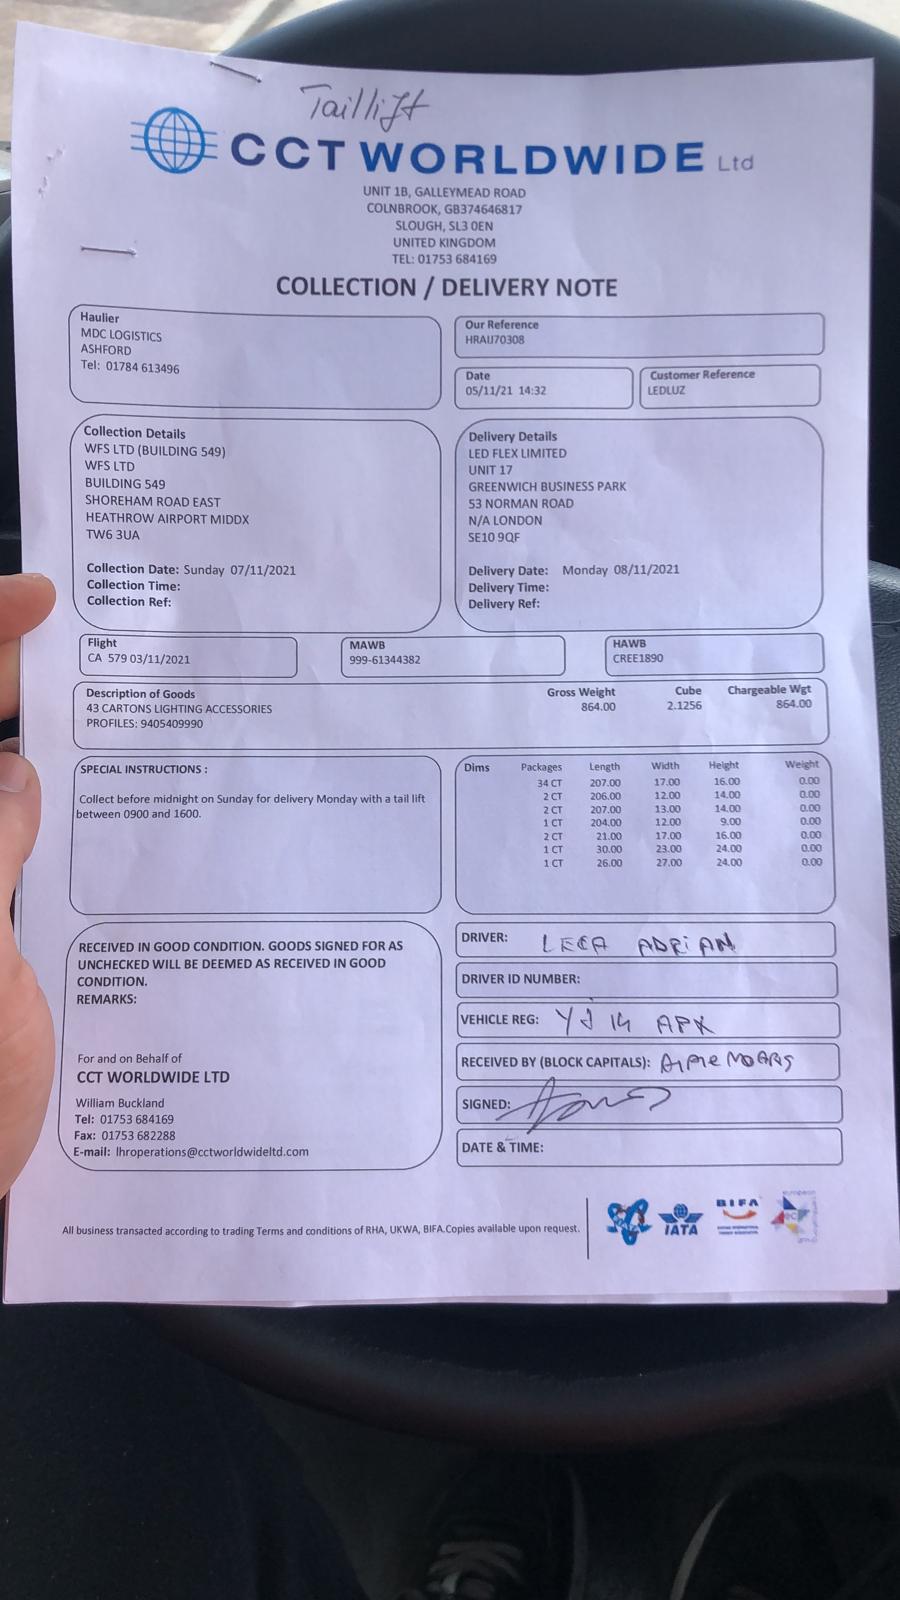 Taillift
CCT WORLDWIDE Ltd
UNIT 1B, GALLEYMEAD ROAD
COLNBROOK, GB374646817
SLOUGH, SL3 0EN
UNITED KINGDOM
TEL: 01753 684169
COLLECTION / DELIVERY NOTE
Haulier
MDC LOGISTICS
ASHFORD
Tel: 01784 613496
Our Reference
HRAIJ70308
Date
05/11/21 14:32
Customer Reference
LEDLUZ
Collection Details
WFS LTD (BUILDING 549)
WFS LTD
BUILDING 549
SHOREHAM ROAD EAST
HEATHROW AIRPORT MIDDX
TW6 3UA
Collection Date: Sunday 07/11/2021
Collection Time:
Collection Ref:
Delivery Details
LED FLEX LIMITED
UNIT 17
GREENWICH BUSINESS PARK
53 NORMAN ROAD
N/A LONDON
SE10 9QF
Delivery Date: Monday 08/11/2021
Delivery Time:
Delivery Ref:
Flight
CA 579 03/11/2021
MAWB
999-61344382
HAWB
CREE1890
Description of Goods Gross Weight Cube Chargeable Wgt
43 CARTONS LIGHTING ACCESSORIES 864.00 2.1256 864.00
PROFILES: 9405409990
SPECIAL INSTRUCTIONS :
Collect before midnight on Sunday for delivery Monday with a tail lift
between 0900 and 1600.
Dims Packages Length Width Height Weight
34 CT 207.00 17.00 16.00 0.00
2 CT 206.00 12.00 14.00 0.00
2 CT 207.00 13.00 14.00 0.00
1 CT 204.00 12.00 9.00 0.00
2 CT 21.00 17.00 16.00 0.00
1 CT 30.00 23.00 24.00 0.00
1 CT 26.00 27.00 24.00 0.00
RECEIVED IN GOOD CONDITION. GOODS SIGNED FOR AS
UNCHECKED WILL BE DEEMED AS RECEIVED IN GOOD
CONDITION.
REMARKS:
For and on Behalf of
CCT WORLDWIDE LTD
William Buckland
Tel: 01753 684169
Fax: 01753 682288
E-mail: lhroperations@cctworldwideltd.com
DRIVER: LECA ADRIAN
DRIVER ID NUMBER:
VEHICLE REG: YJ 14 APK
RECEIVED BY (BLOCK CAPITALS):
SIGNED:
DATE & TIME:
All business transacted according to trading Terms and conditions of RHA, UKWA, BIFA.Copies available upon request.
IATA
BIFA